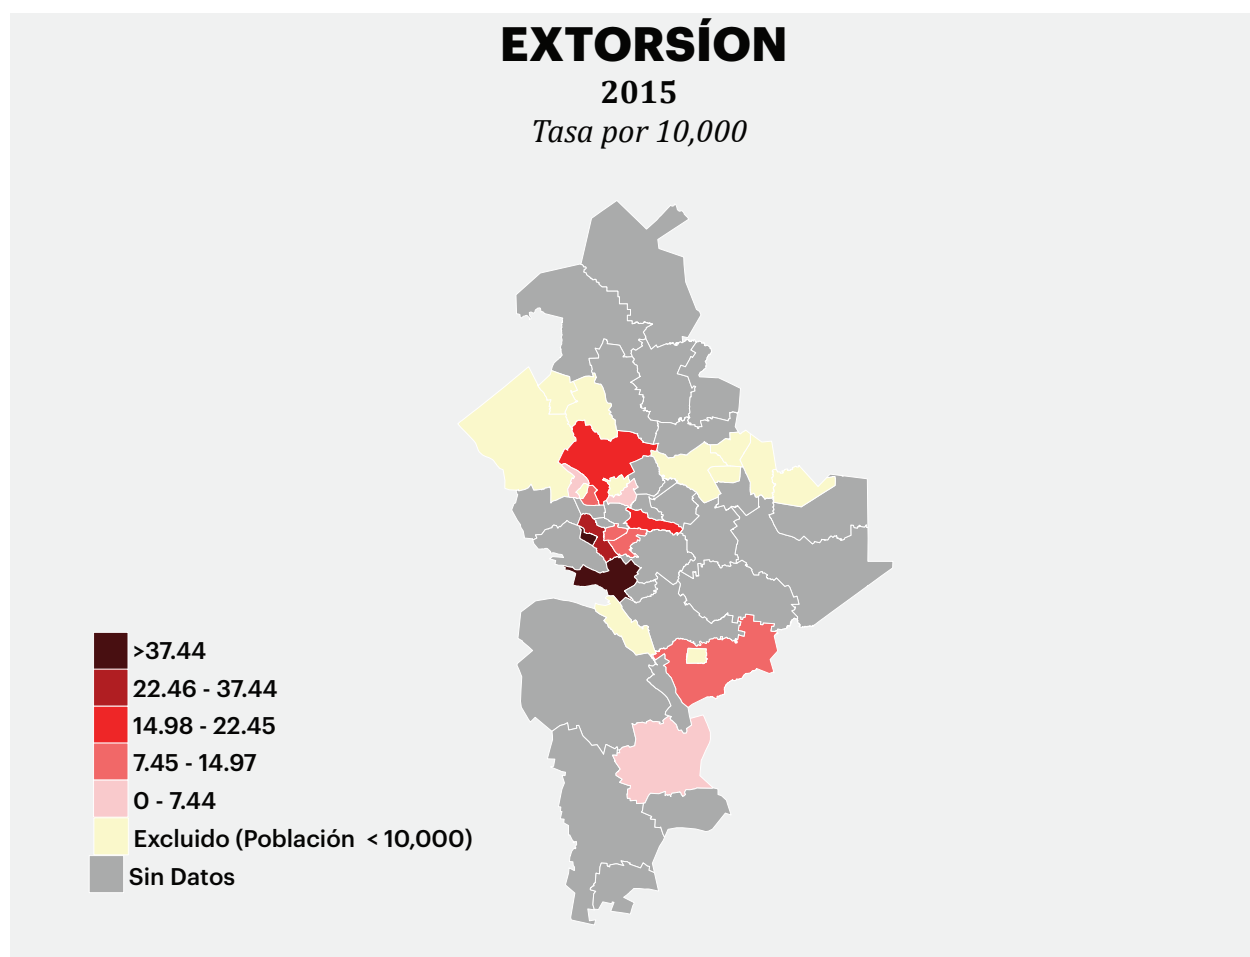 EXTORSÍON
2015
Tasa por 10,000
>37.44
22.46 - 37.44
14.98 - 22.45
7.45 - 14.97
0 - 7.44
Excluido (Población < 10,000)
Sin Datos